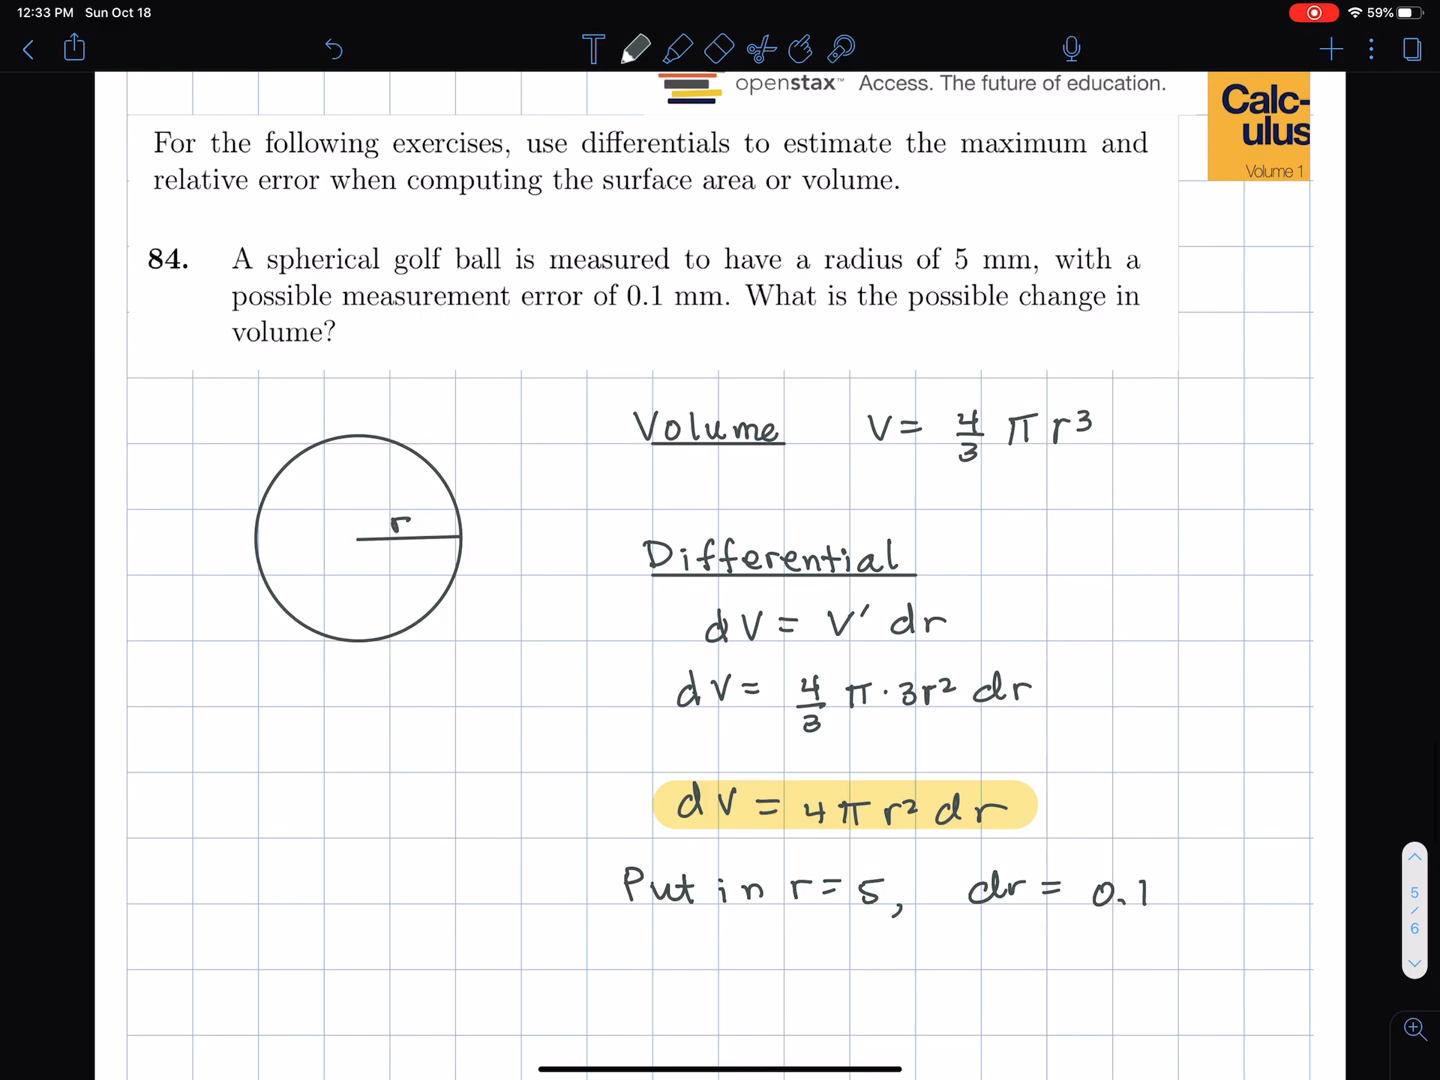 12:33 PM Sun Oct 18
59%
T
openstax™ Access. The future of education.
Calc-
ulus
Volume 1
For the following exercises, use differentials to estimate the maximum and
relative error when computing the surface area or volume.
84. A spherical golf ball is measured to have a radius of 5 mm, with a
possible measurement error of 0.1 mm. What is the possible change in
volume?
Volume V = 4/3 π r³
r
Differential
dV = V′ dr
dV = 4/3 π · 3r² dr
dV = 4π r² dr
Put in r = 5, dr = 0.1
5
/
6